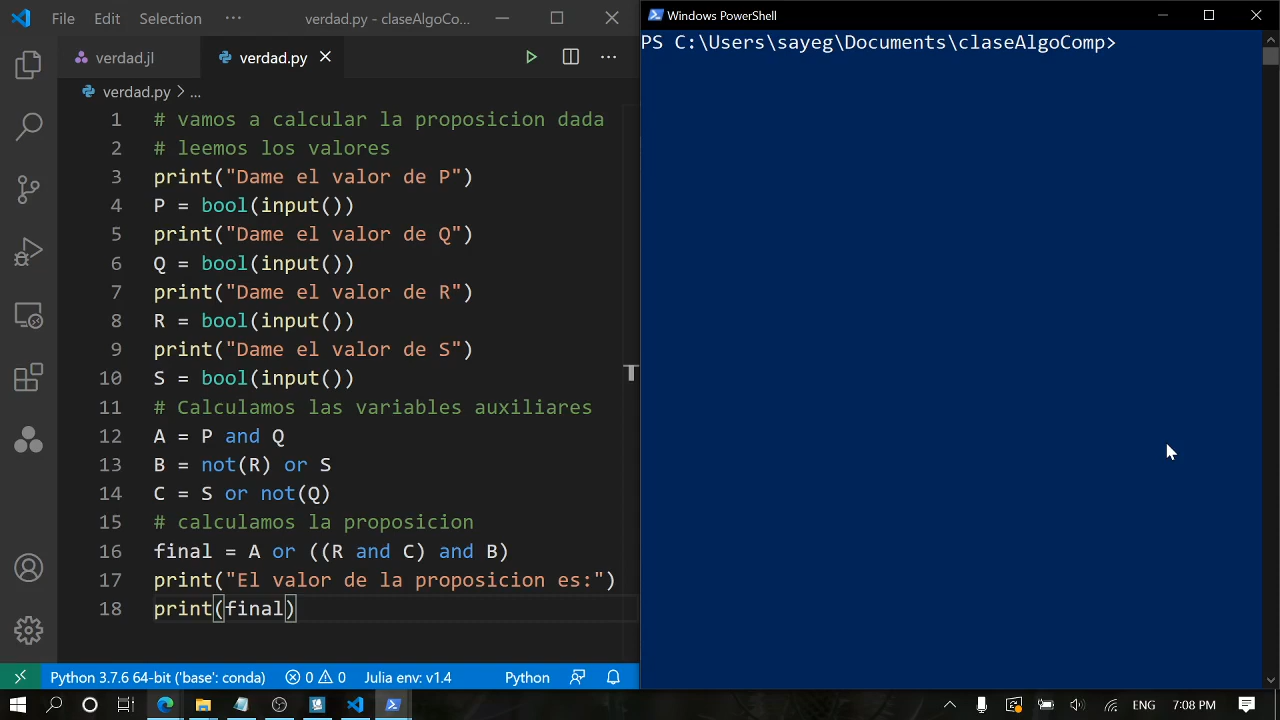 File Edit Selection ··· verdad.py - claseAlgoCo...
verdad.jl verdad.py
verdad.py > ...
1 # vamos a calcular la proposicion dada
2 # leemos los valores
3 print("Dame el valor de P")
4 P = bool(input())
5 print("Dame el valor de Q")
6 Q = bool(input())
7 print("Dame el valor de R")
8 R = bool(input())
9 print("Dame el valor de S")
10 S = bool(input())
11 # Calculamos las variables auxiliares
12 A = P and Q
13 B = not(R) or S
14 C = S or not(Q)
15 # calculamos la proposicion
16 final = A or ((R and C) and B)
17 print("El valor de la proposicion es:")
18 print(final)
Python 3.7.6 64-bit ('base': conda) 0 0 Julia env: v1.4 Python
Windows PowerShell
PS C:\Users\sayeg\Documents\claseAlgoComp>
ENG 7:08 PM